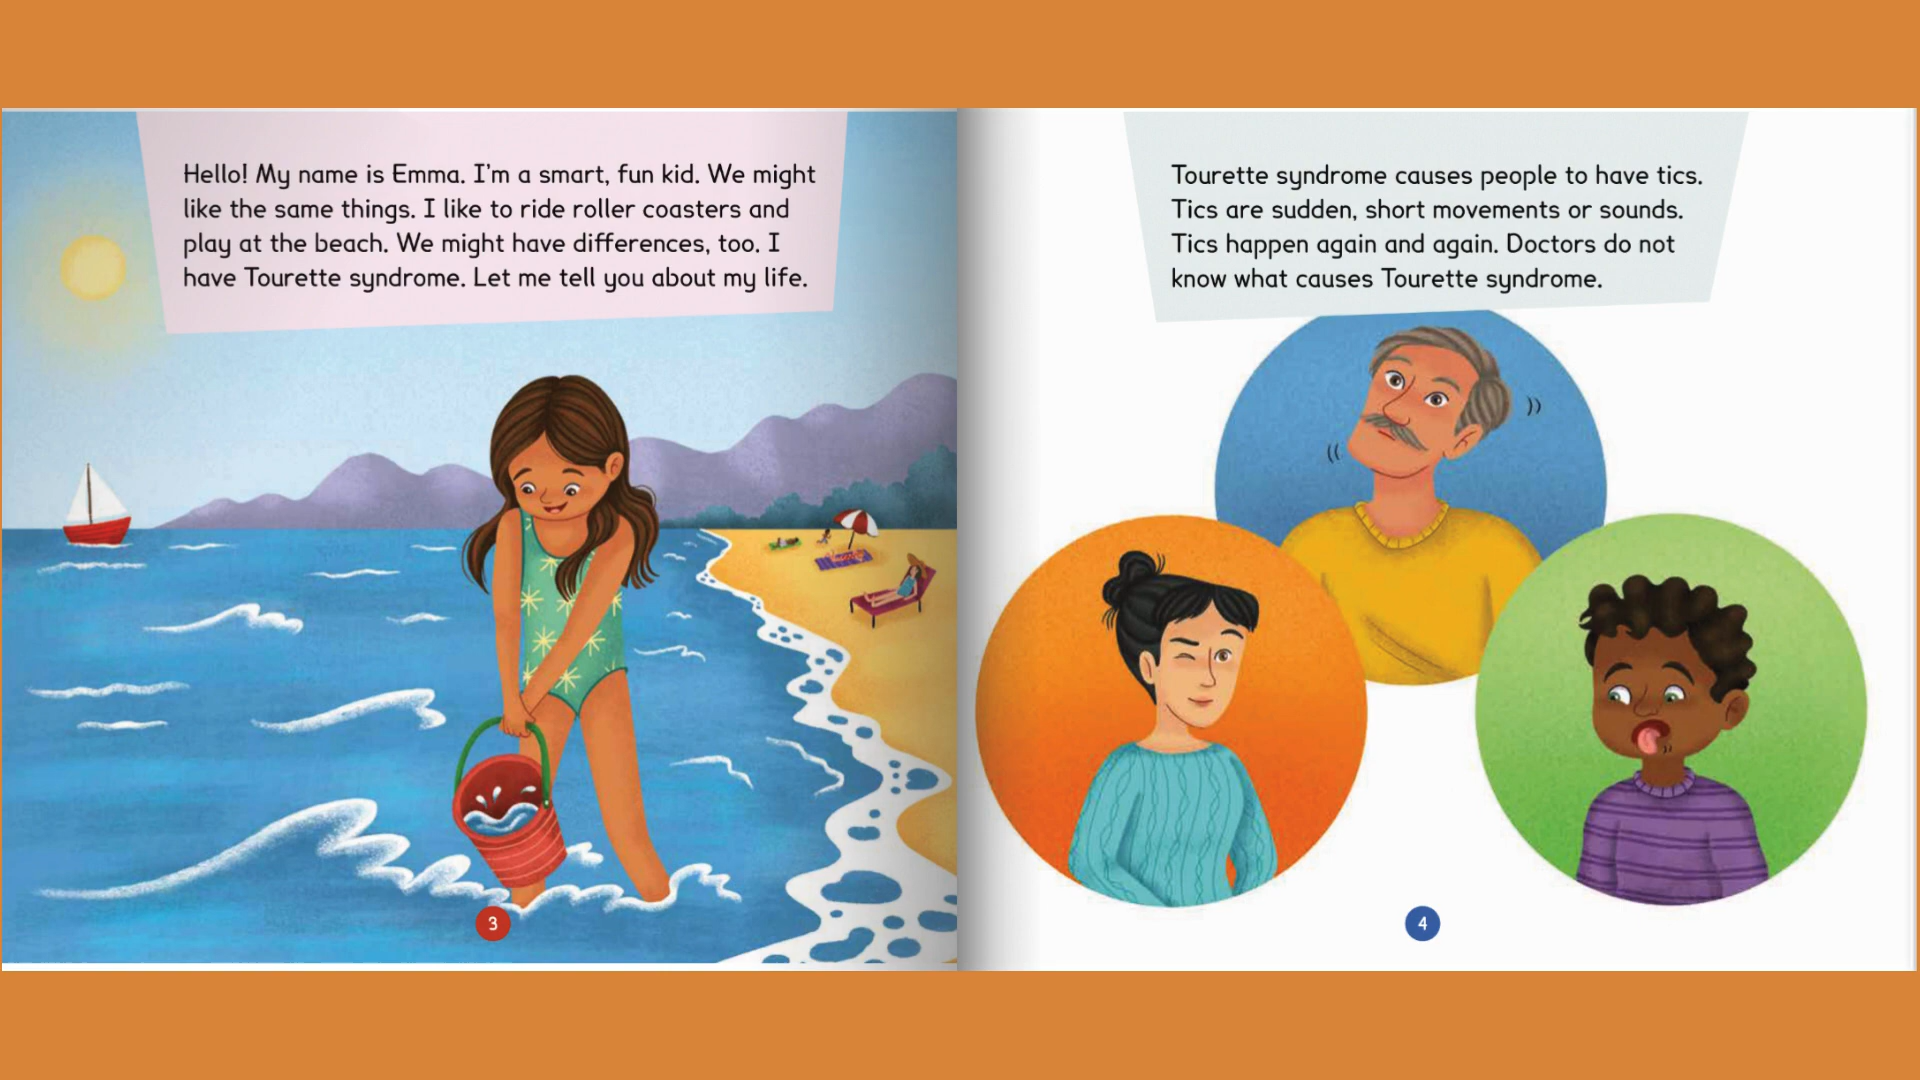 Hello! My name is Emma. I'm a smart, fun kid. We might
like the same things. I like to ride roller coasters and
play at the beach. We might have differences, too. I
have Tourette syndrome. Let me tell you about my life.
3
Tourette syndrome causes people to have tics.
Tics are sudden, short movements or sounds.
Tics happen again and again. Doctors do not
know what causes Tourette syndrome.
4